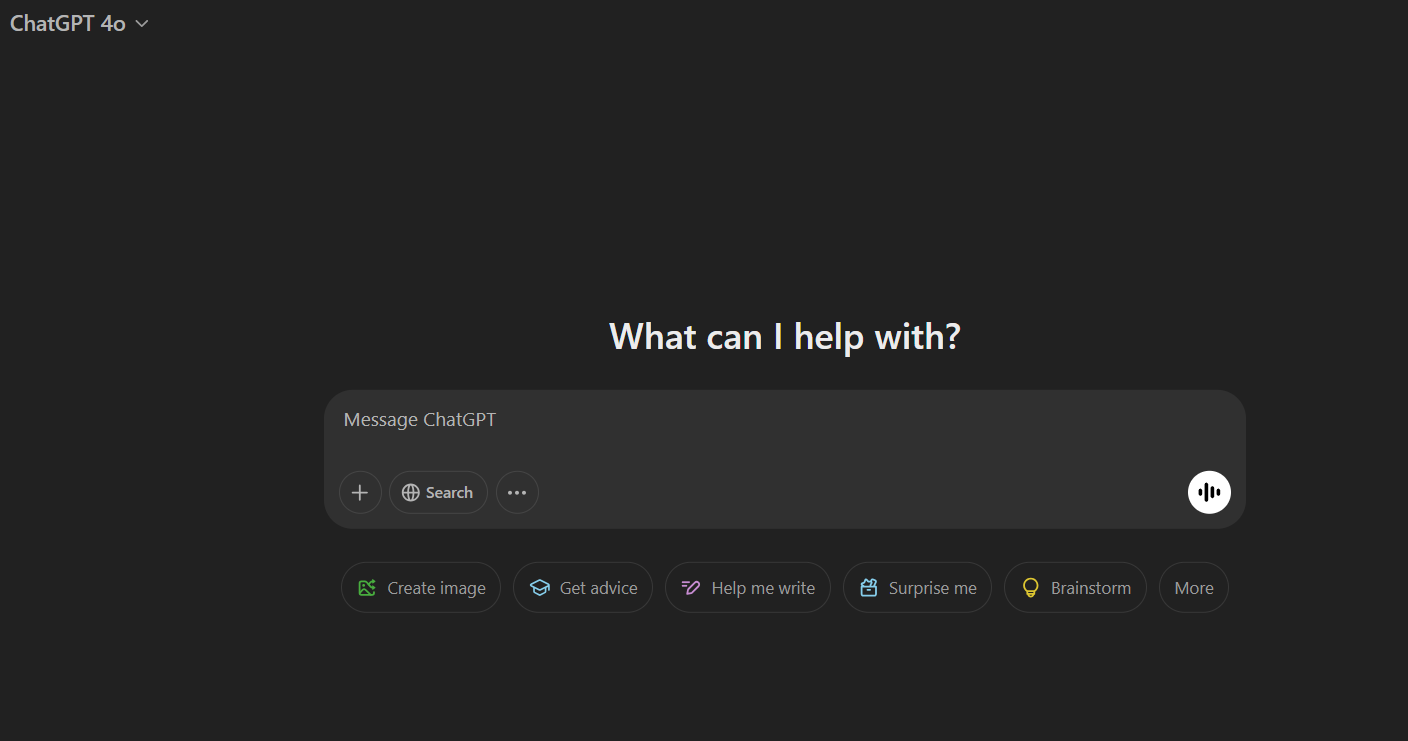 ChatGPT 4o
What can I help with?
Message ChatGPT
Search
Create image Get advice Help me write Surprise me Brainstorm More